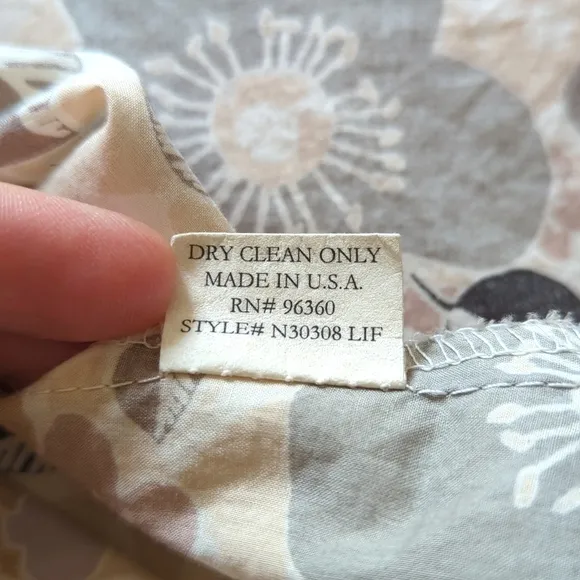 DRY CLEAN ONLY
MADE IN U.S.A.
RN# 96360
STYLE# N30308 LIF